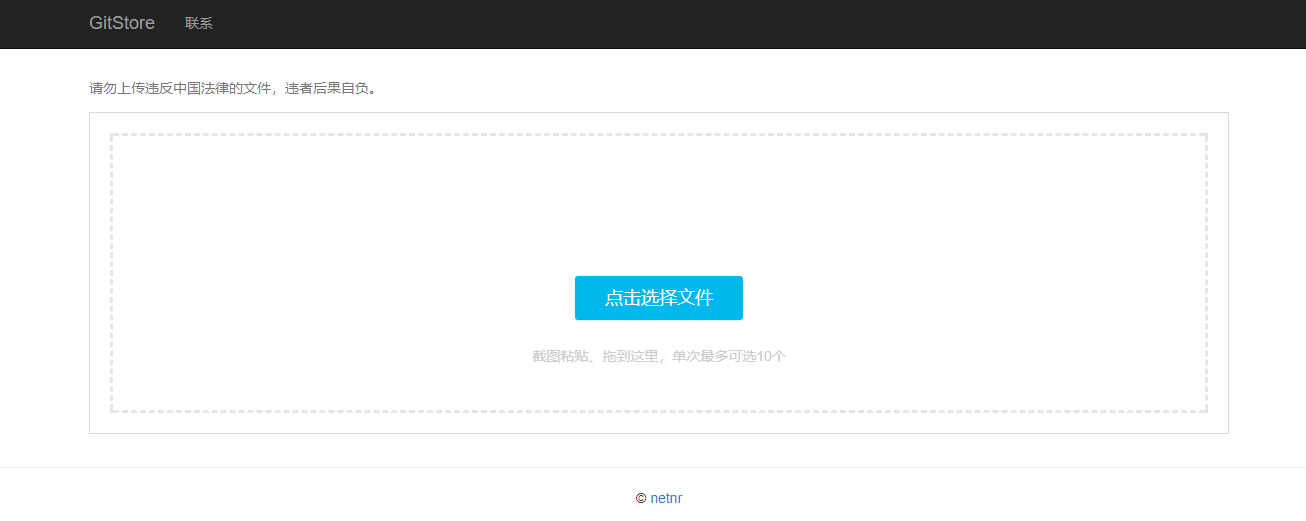 GitStore 联系
请勿上传违反中国法律的文件，违者后果自负。
点击选择文件
截图粘贴、拖到这里，单次最多可选10个
© netnr